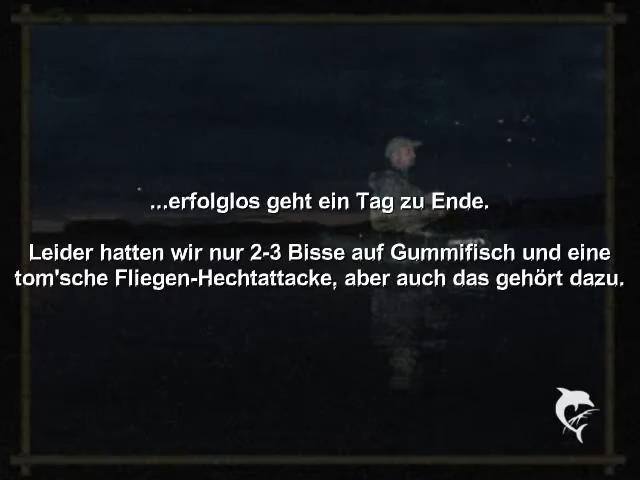 ...erfolglos geht ein Tag zu Ende.
Leider hatten wir nur 2-3 Bisse auf Gummifisch und eine
tom'sche Fliegen-Hechtattacke, aber auch das gehört dazu.